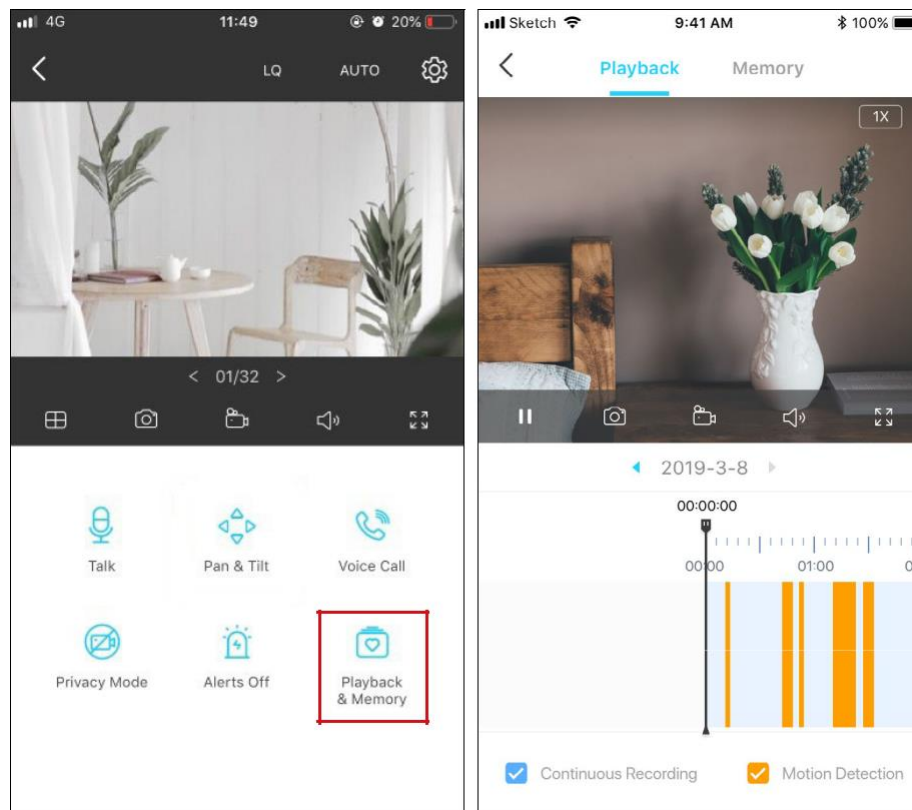 4G 11:49 20%
LQ AUTO
< 01/32 >
Talk Pan & Tilt Voice Call
Privacy Mode Alerts Off Playback
& Memory
Sketch 9:41 AM 100%
Playback Memory
1X
2019-3-8
00:00:00
00:00 01:00 0
Continuous Recording Motion Detection